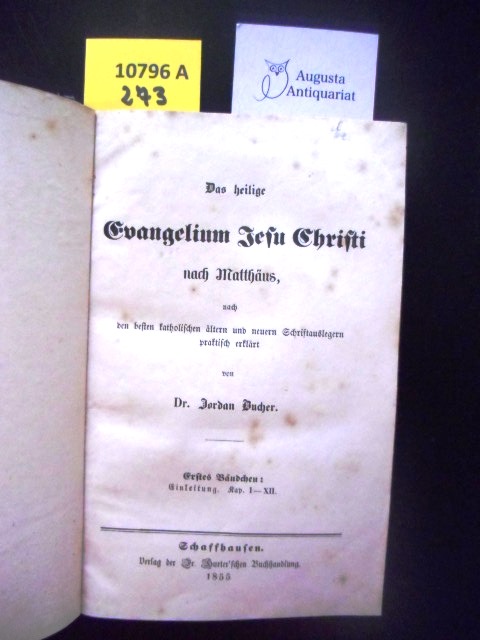 10796 A
273
Augusta
Antiquariat
Das heilige
Evangelium Jesu Christi
nach Matthäus,
nach
den besten katholischen ältern und neuern Schriftauslegern
praktisch erklärt
von
Dr. Jordan Bucher.
Erstes Bändchen:
Einleitung. Kap. I—XII.
Schaffhausen.
Verlag der Fr. Hurter'schen Buchhandlung.
1855